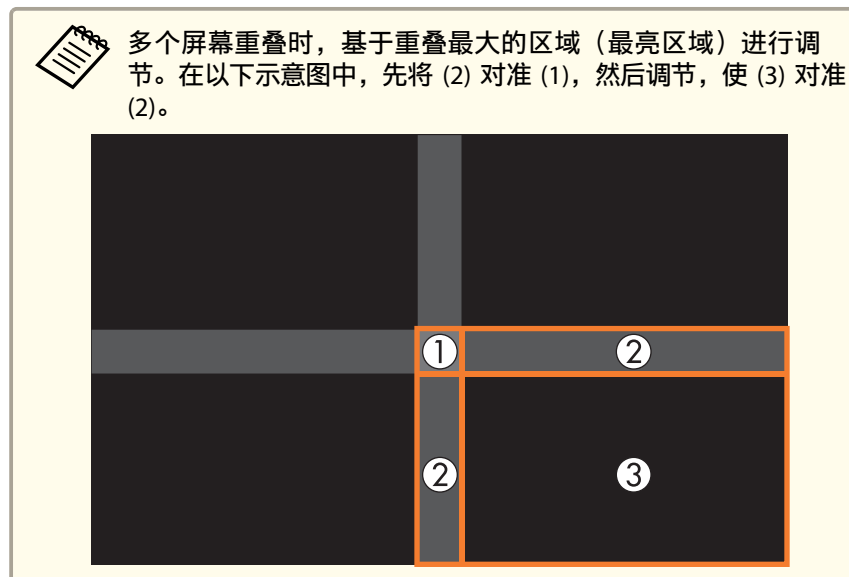 多个屏幕重叠时，基于重叠最大的区域（最亮区域）进行调
节。在以下示意图中，先将 (2) 对准 (1)，然后调节，使 (3) 对准
(2)。
① ②
② ③